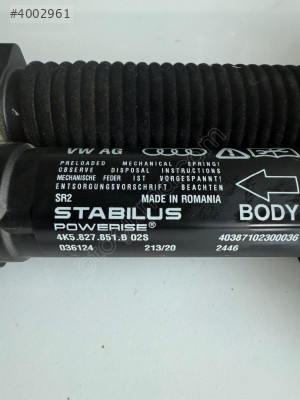 #4002961
VW AG
PRELOADED MECHANICAL SPRING!
OBSERVE DISPOSAL INSTRUCTIONS
MECHANISCHE FEDER IST VORGESPANNT!
ENTSORGUNGSVORSCHRIFT BEACHTEN
SR2 MADE IN ROMANIA
STABILUS
POWERISE®
BODY
4K5.827.851.B 02S 40387102300036
036124 213/20 2446